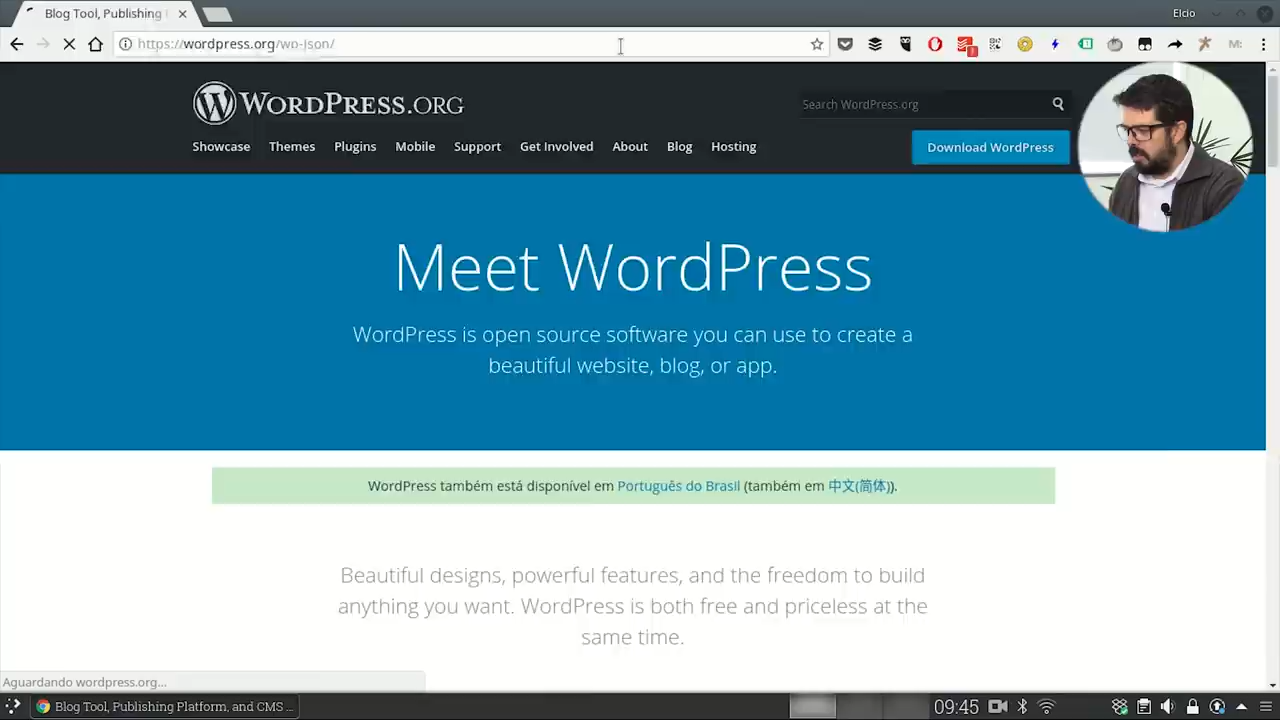 Blog Tool, Publishing
Elcio
https://wordpress.org/wp-json/
M:
WORDPRESS.ORG
Search WordPress.org
Showcase Themes Plugins Mobile Support Get Involved About Blog Hosting
Download WordPress
Meet WordPress
WordPress is open source software you can use to create a
beautiful website, blog, or app.
WordPress também está disponível em Português do Brasil (também em 中文(简体)).
Beautiful designs, powerful features, and the freedom to build
anything you want. WordPress is both free and priceless at the
same time.
Aguardando wordpress.org...
Blog Tool, Publishing Platform, and CMS ...
09:45